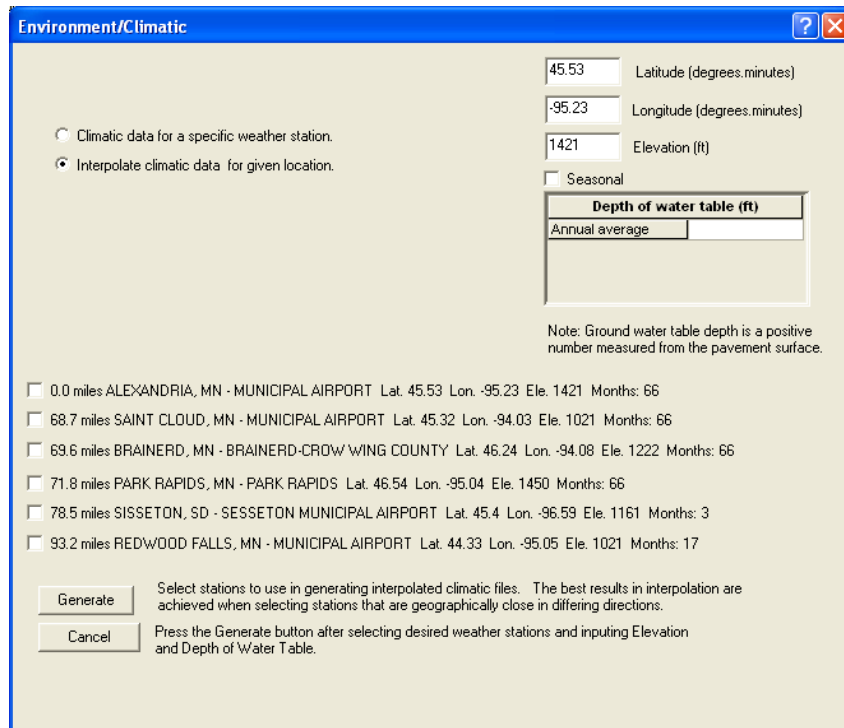 Environment/Climatic
45.53 Latitude (degrees.minutes)
-95.23 Longitude (degrees.minutes)
Climatic data for a specific weather station.
1421 Elevation (ft)
Interpolate climatic data for given location.
Seasonal
Depth of water table (ft)
Annual average
Note: Ground water table depth is a positive
number measured from the pavement surface.
0.0 miles ALEXANDRIA, MN - MUNICIPAL AIRPORT Lat. 45.53 Lon. -95.23 Ele. 1421 Months: 66
68.7 miles SAINT CLOUD, MN - MUNICIPAL AIRPORT Lat. 45.32 Lon. -94.03 Ele. 1021 Months: 66
69.6 miles BRAINERD, MN - BRAINERD-CROW WING COUNTY Lat. 46.24 Lon. -94.08 Ele. 1222 Months: 66
71.8 miles PARK RAPIDS, MN - PARK RAPIDS Lat. 46.54 Lon. -95.04 Ele. 1450 Months: 66
78.5 miles SISSETON, SD - SESSETON MUNICIPAL AIRPORT Lat. 45.4 Lon. -96.59 Ele. 1161 Months: 3
93.2 miles REDWOOD FALLS, MN - MUNICIPAL AIRPORT Lat. 44.33 Lon. -95.05 Ele. 1021 Months: 17
Generate
Select stations to use in generating interpolated climatic files. The best results in interpolation are
achieved when selecting stations that are geographically close in differing directions.
Cancel
Press the Generate button after selecting desired weather stations and inputing Elevation
and Depth of Water Table.